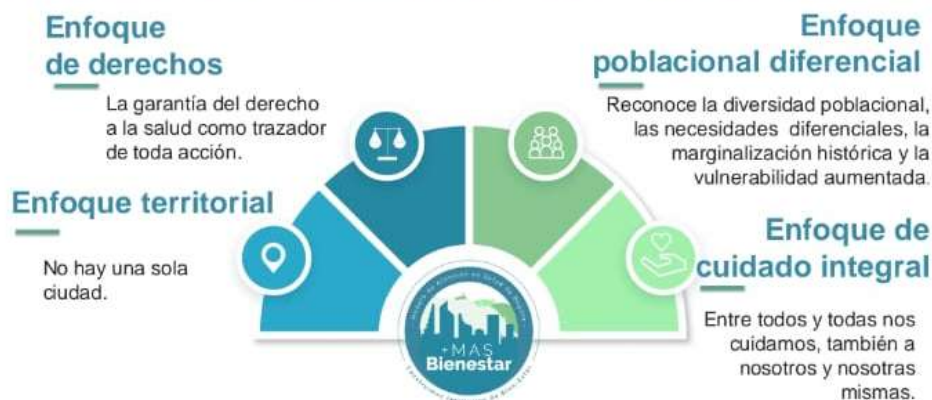 Enfoque
de derechos
La garantía del derecho
a la salud como trazador
de toda acción.
Enfoque territorial
No hay una sola
ciudad.
Enfoque
poblacional diferencial
Reconoce la diversidad poblacional,
las necesidades diferenciales, la
marginalización histórica y la
vulnerabilidad aumentada.
Enfoque de
cuidado integral
Entre todos y todas nos
cuidamos, también a
nosotros y nosotras
mismas.
+MAS
Bienestar